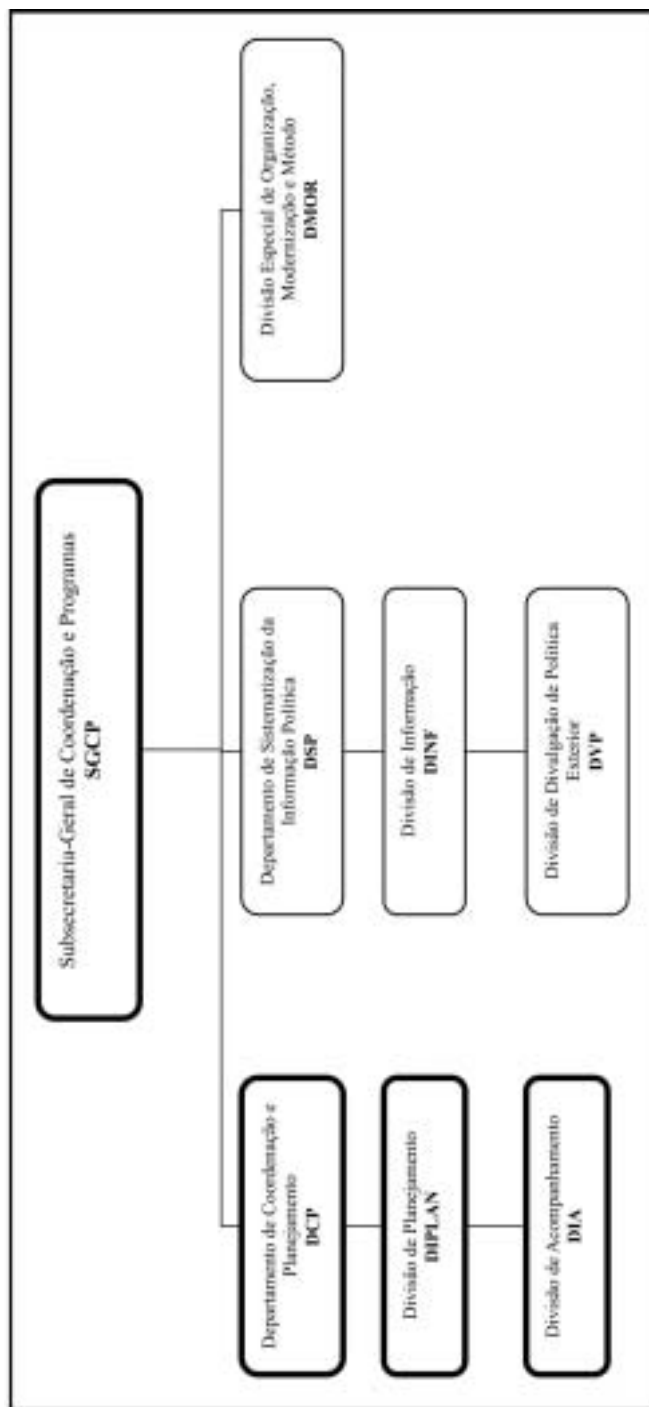 Subsecretaria-Geral de Coordenação e Programas
SGCP
Departamento de Coordenação e
Planejamento
DCP
Divisão de Planejamento
DIPLAN
Divisão de Acompanhamento
DIA
Departamento de Sistematização da
Informação Política
DSP
Divisão de Informação
DINF
Divisão de Divulgação de Política
Exterior
DVP
Divisão Especial de Organização,
Modernização e Método
DMOR